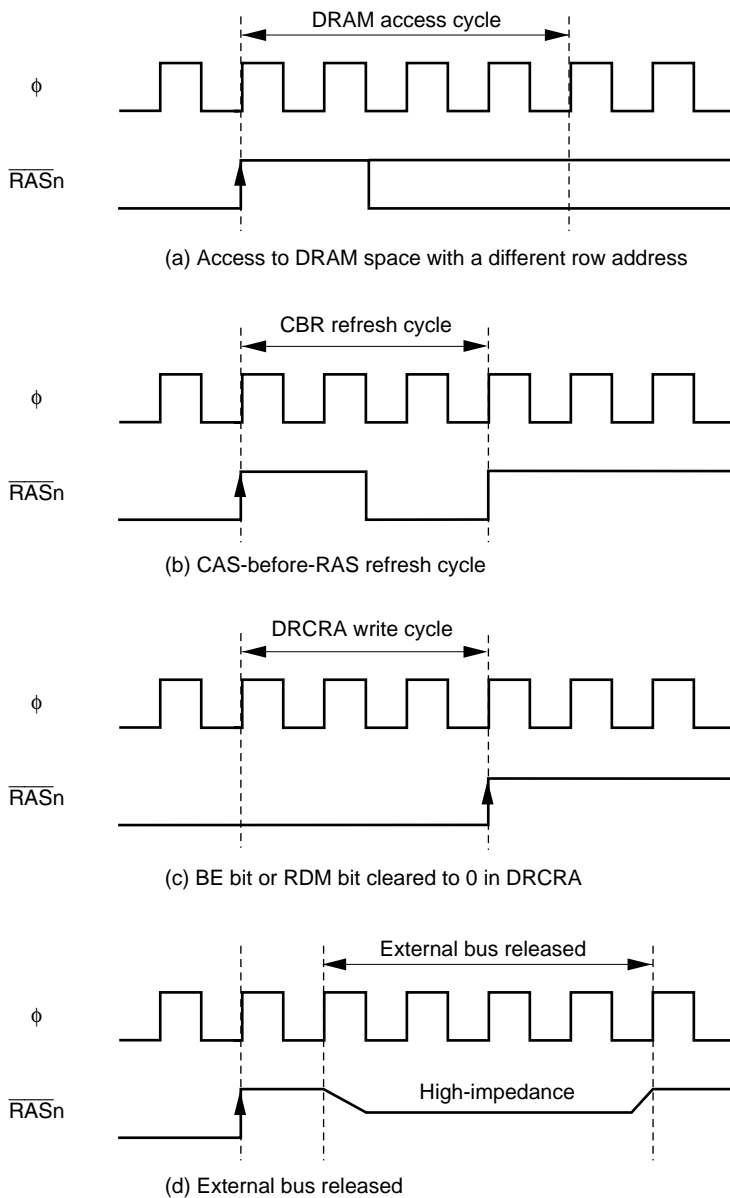 DRAM access cycle
φ
RASn
(a) Access to DRAM space with a different row address
CBR refresh cycle
φ
RASn
(b) CAS-before-RAS refresh cycle
DRCRA write cycle
φ
RASn
(c) BE bit or RDM bit cleared to 0 in DRCRA
External bus released
φ
High-impedance
RASn
(d) External bus released